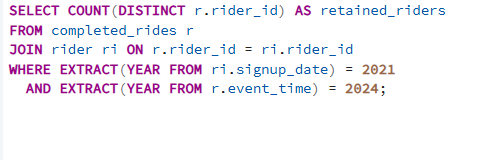 SELECT COUNT(DISTINCT r.rider_id) AS retained_riders
FROM completed_rides r
JOIN rider ri ON r.rider_id = ri.rider_id
WHERE EXTRACT(YEAR FROM ri.signup_date) = 2021
  AND EXTRACT(YEAR FROM r.event_time) = 2024;